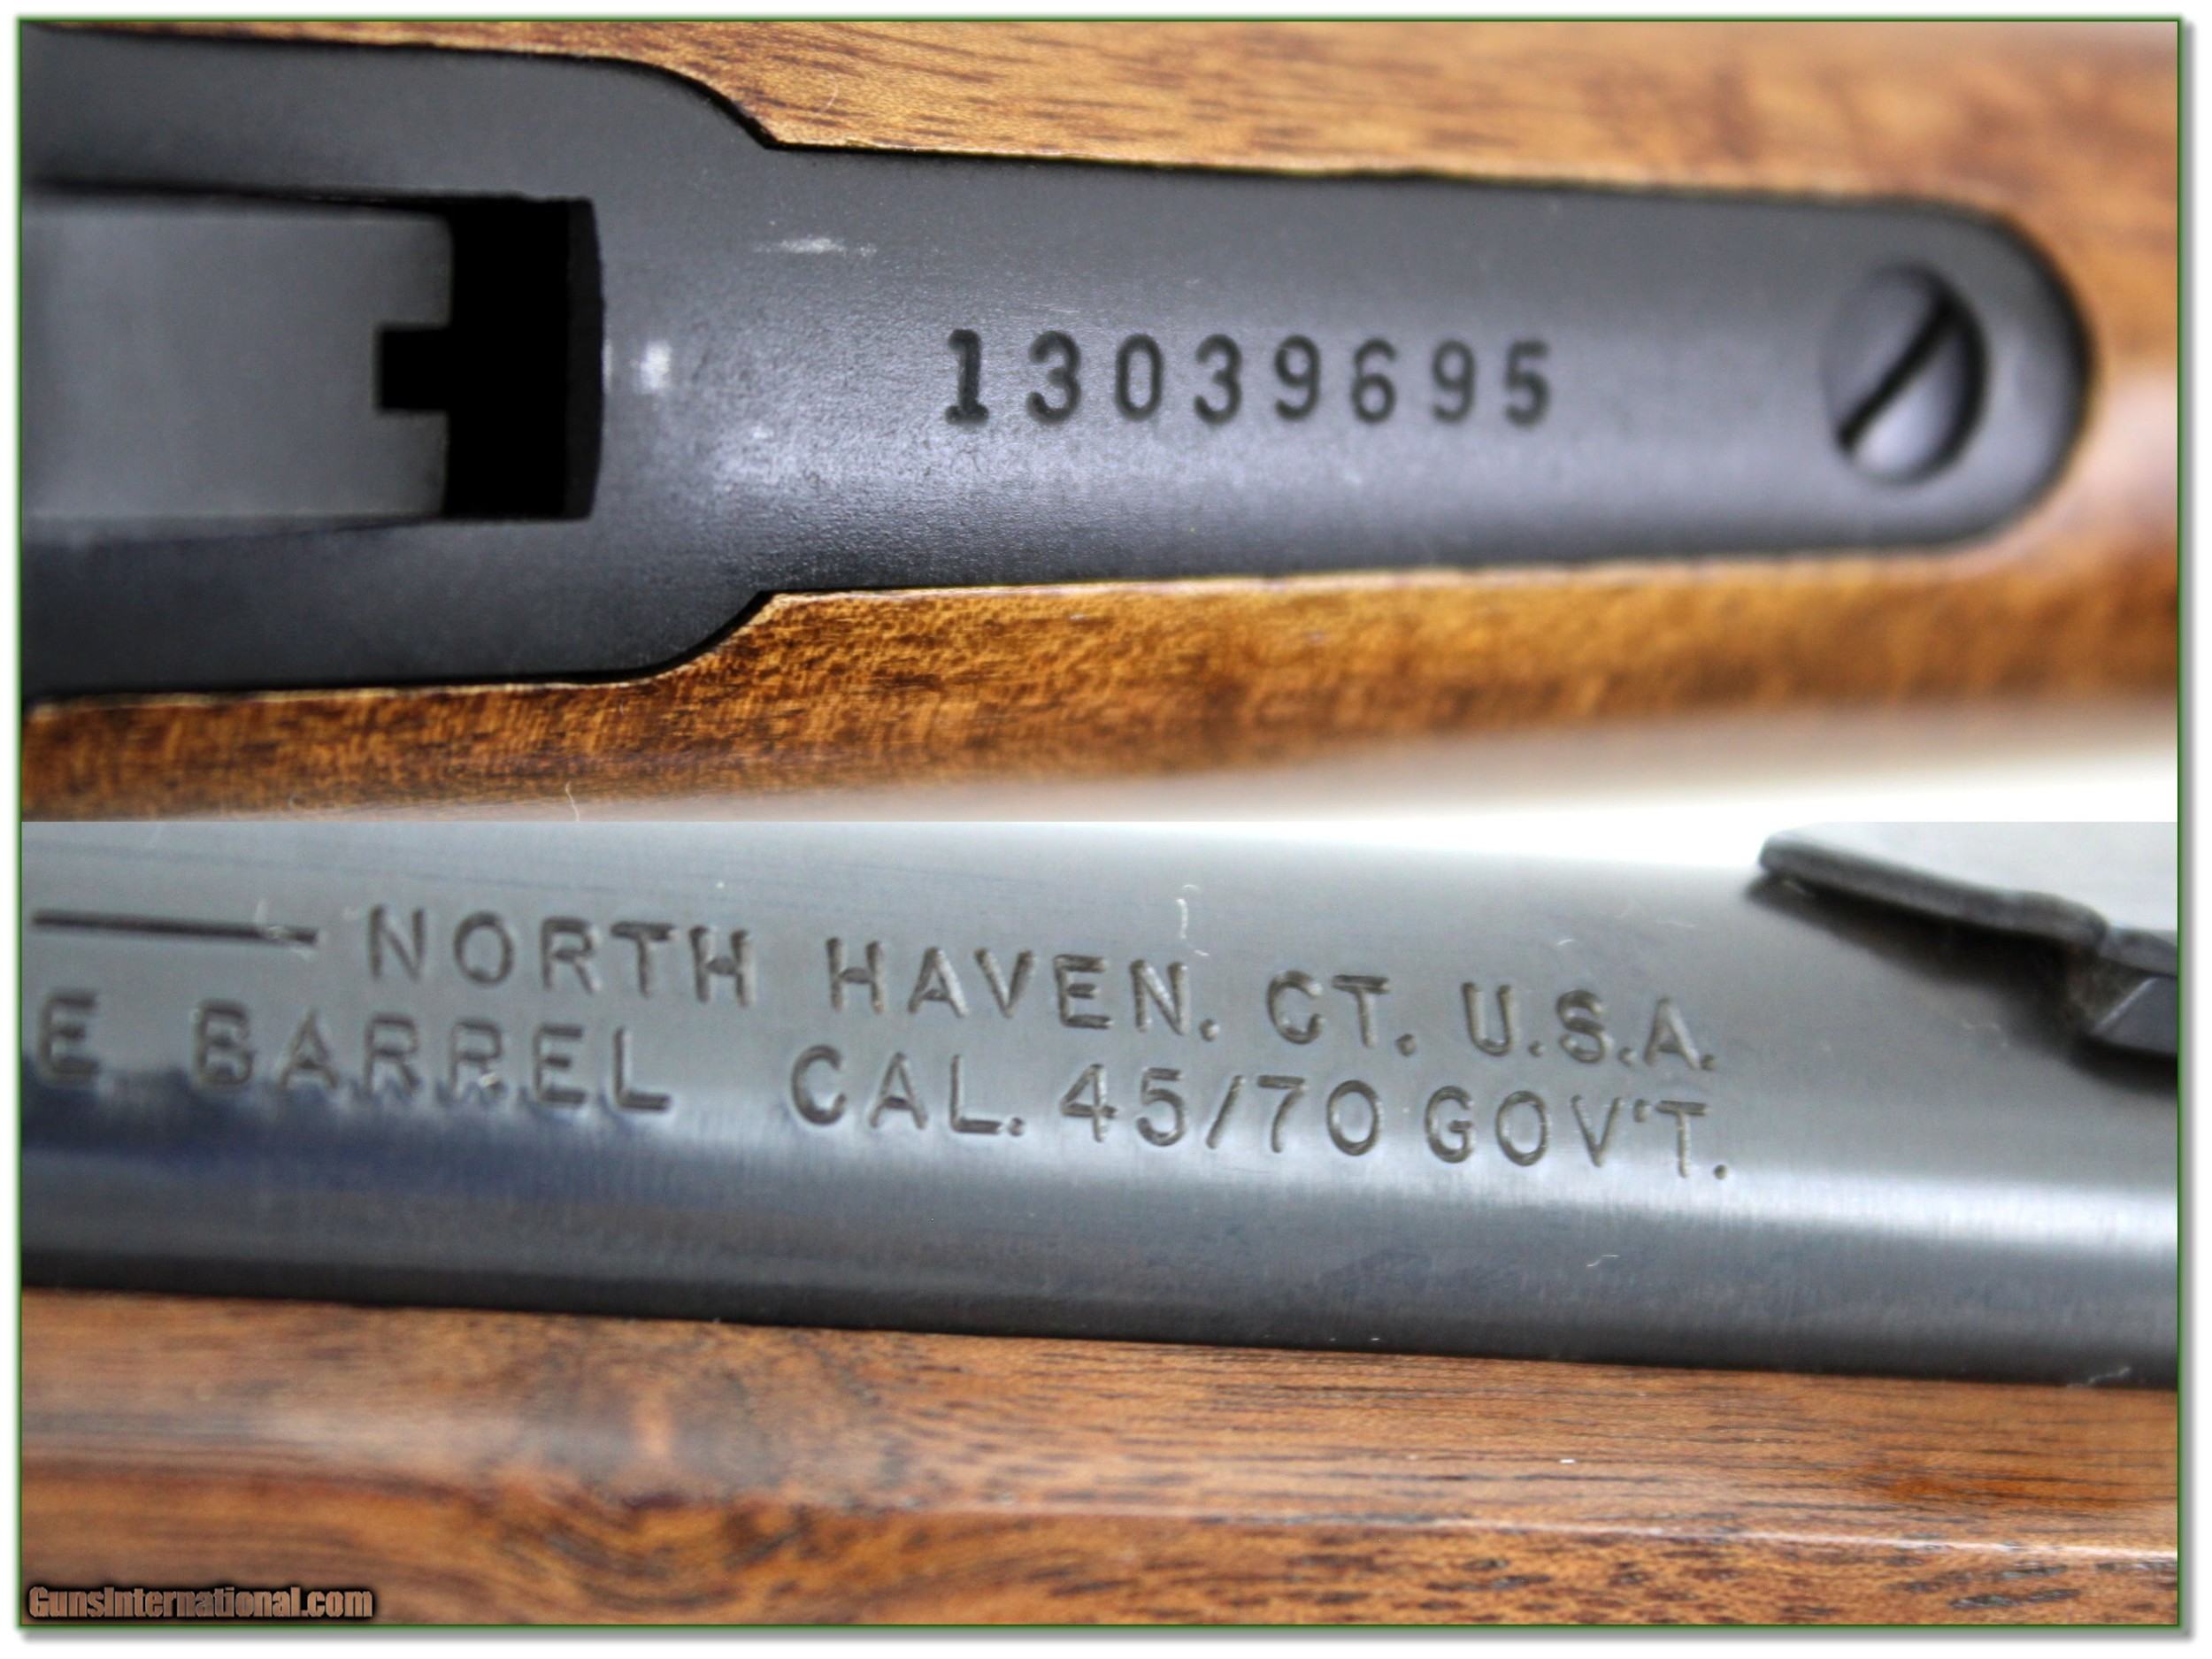 13039695
NORTH HAVEN. CT. U.S.A.
E BARREL CAL. 45/70 GOV'T.
GunsInternational.com